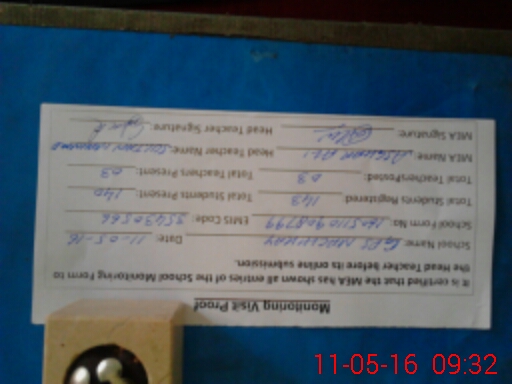 Monitoring Visit Proof
It is certified that the MEA has shown all entries of the School Monitoring Form to
the Head Teacher before its online submission.
School Name: GPS Date: 11-05-16
School Form No: EMIS Code: 35430566
Total Students Registered: 143 Total Students Present: 140
Total Teachers Posted: 03 Total Teachers Present: 03
MEA Name: Head Teacher Name:
MEA Signature: Head Teacher Signature:
11-05-16 09:32